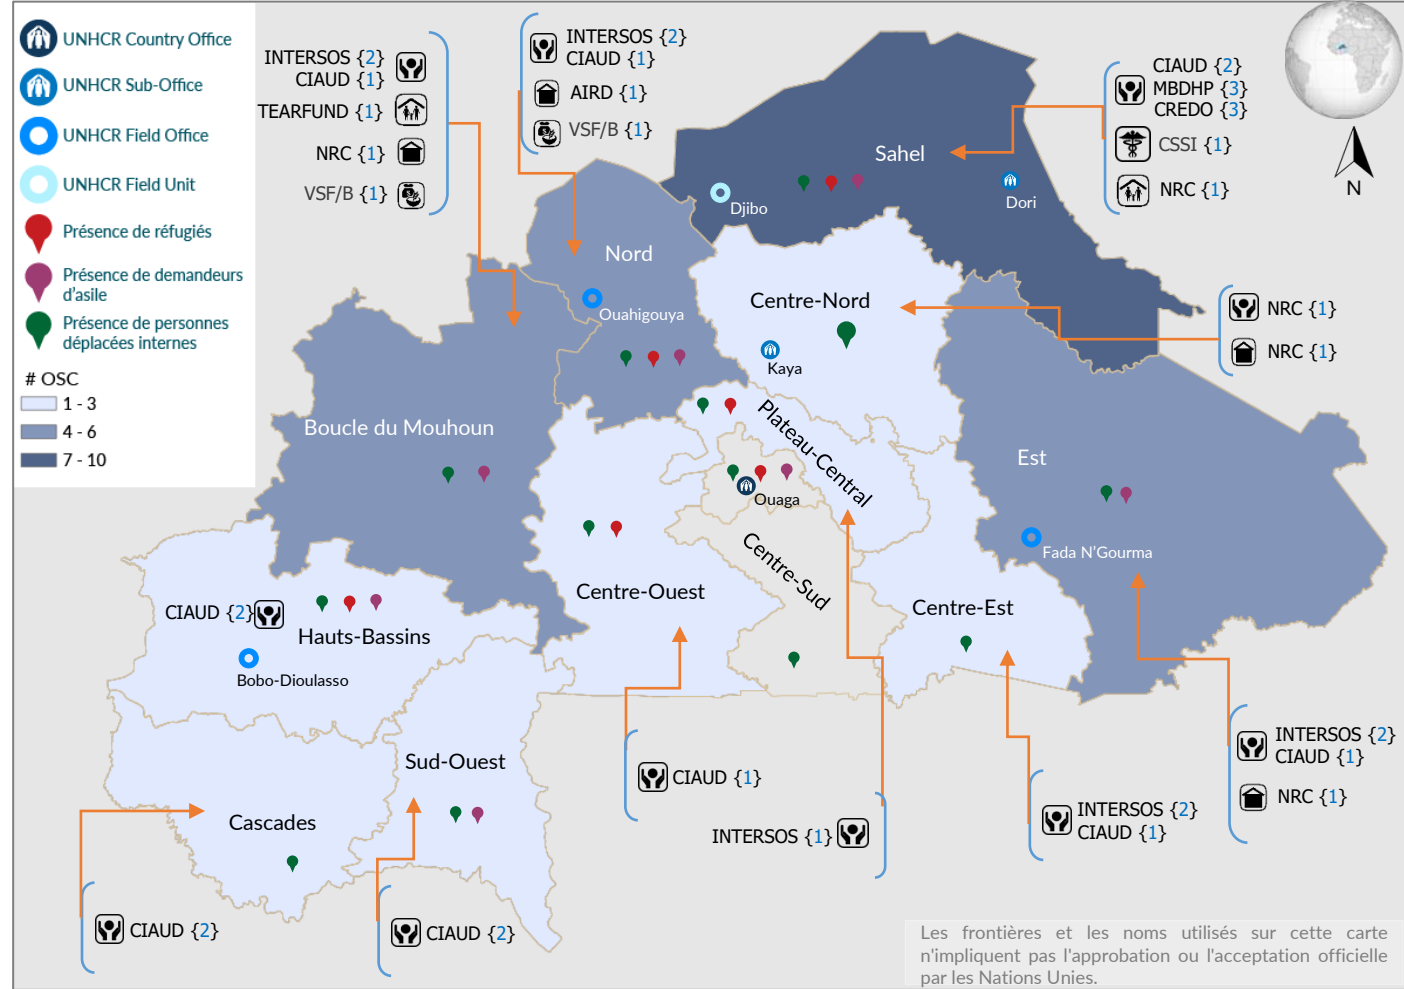 UNHCR Country Office
UNHCR Sub-Office
UNHCR Field Office
UNHCR Field Unit
Présence de réfugiés
Présence de demandeurs
d'asile
Présence de personnes
déplacées internes
# OSC
1 - 3
4 - 6
7 - 10
INTERSOS {2}
CIAUD {1}
TEARFUND {1}
NRC {1}
VSF/B {1}
INTERSOS {2}
CIAUD {1}
AIRD {1}
VSF/B {1}
CIAUD {2}
MBDHP {3}
CREDO {3}
CSSI {1}
NRC {1}
N
Sahel
Djibo
Dori
Nord
Ouahigouya
Centre-Nord
Kaya
NRC {1}
NRC {1}
Boucle du Mouhoun
Plateau-Central
Est
Ouaga
Fada N'Gourma
Centre-Sud
Centre-Ouest
Centre-Est
CIAUD {2}
Hauts-Bassins
Bobo-Dioulasso
Sud-Ouest
Cascades
CIAUD {1}
INTERSOS {1}
INTERSOS {2}
CIAUD {1}
INTERSOS {2}
CIAUD {1}
NRC {1}
CIAUD {2}
CIAUD {2}
Les frontières et les noms utilisés sur cette carte
n'impliquent pas l'approbation ou l'acceptation officielle
par les Nations Unies.